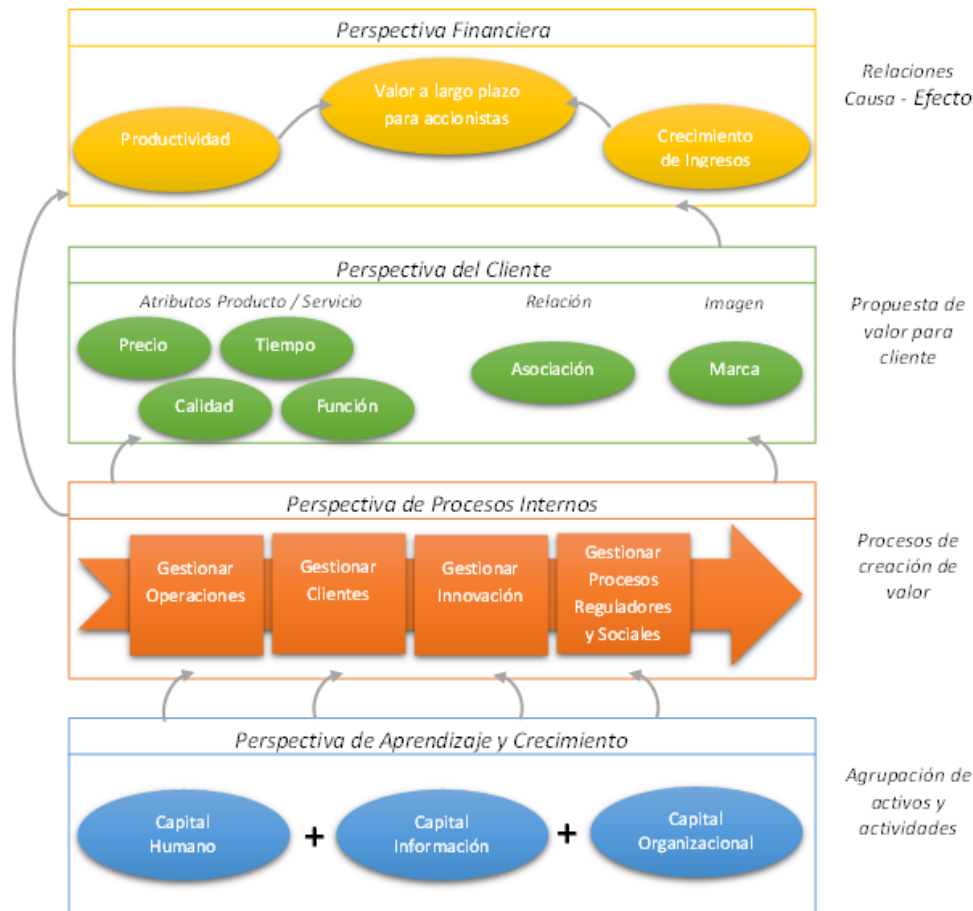 Perspectiva Financiera
Valor a largo plazo
para accionistas
Productividad
Crecimiento
de Ingresos
Relaciones
Causa - Efecto
Perspectiva del Cliente
Atributos Producto / Servicio
Relación
Imagen
Precio
Tiempo
Asociación
Marca
Calidad
Función
Propuesta de
valor para
cliente
Perspectiva de Procesos Internos
Gestionar
Operaciones
Gestionar
Clientes
Gestionar
Innovación
Gestionar
Procesos
Reguladores
y Sociales
Procesos de
creación de
valor
Perspectiva de Aprendizaje y Crecimiento
Capital
Humano
+
Capital
Información
+
Capital
Organizacional
Agrupación de
activos y
actividades